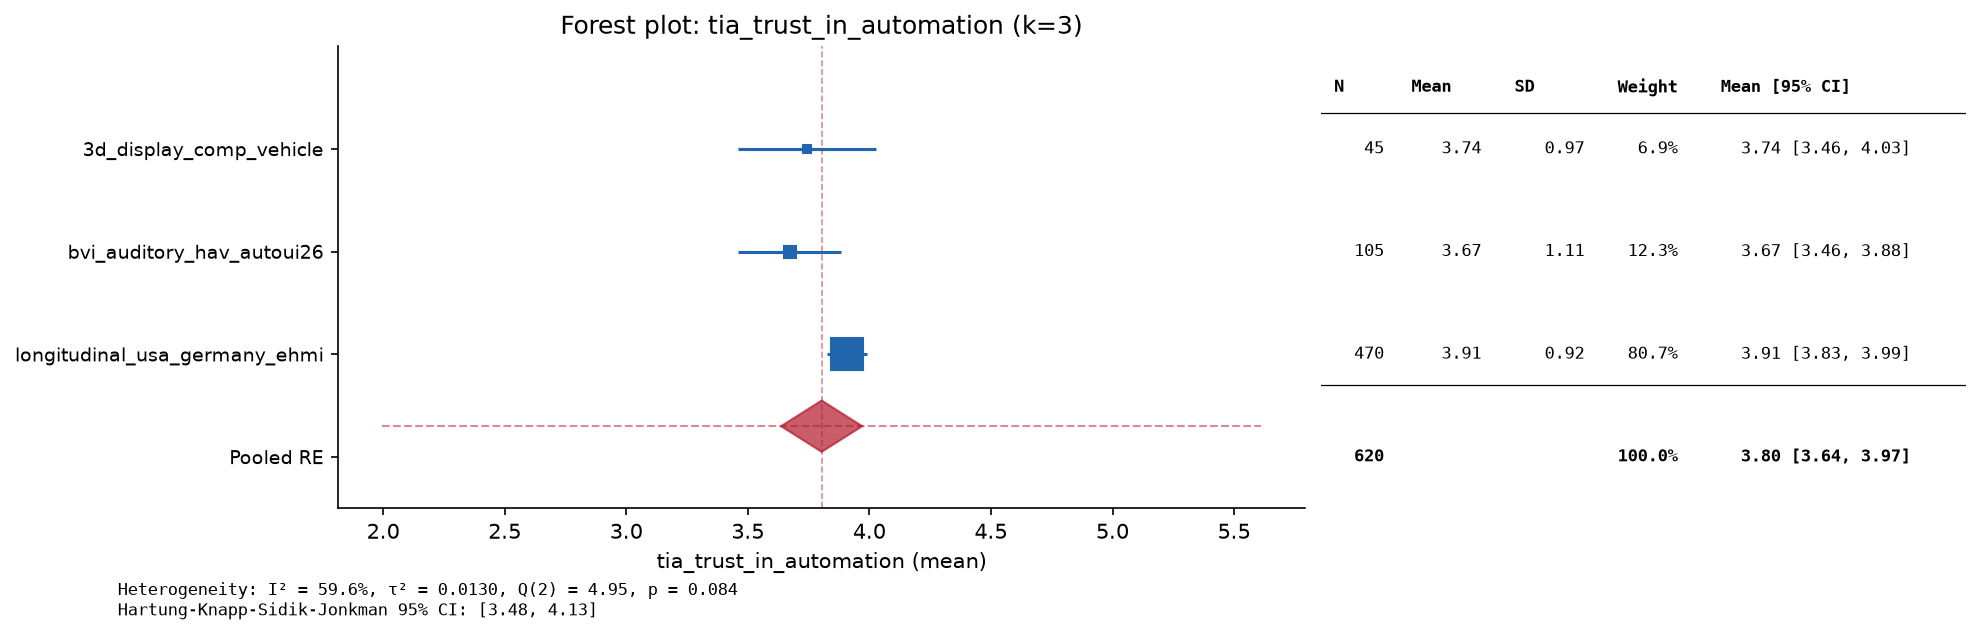 Forest plot: tia_trust_in_automation (k=3)
N Mean SD Weight Mean [95% CI]
3d_display_comp_vehicle 45 3.74 0.97 6.9% 3.74 [3.46, 4.03]
bvi_auditory_hav_autoui26 105 3.67 1.11 12.3% 3.67 [3.46, 3.88]
longitudinal_usa_germany_ehmi 470 3.91 0.92 80.7% 3.91 [3.83, 3.99]
Pooled RE 620 100.0% 3.80 [3.64, 3.97]
2.0 2.5 3.0 3.5 4.0 4.5 5.0 5.5
tia_trust_in_automation (mean)
Heterogeneity: I² = 59.6%, τ² = 0.0130, Q(2) = 4.95, p = 0.084
Hartung-Knapp-Sidik-Jonkman 95% CI: [3.48, 4.13]